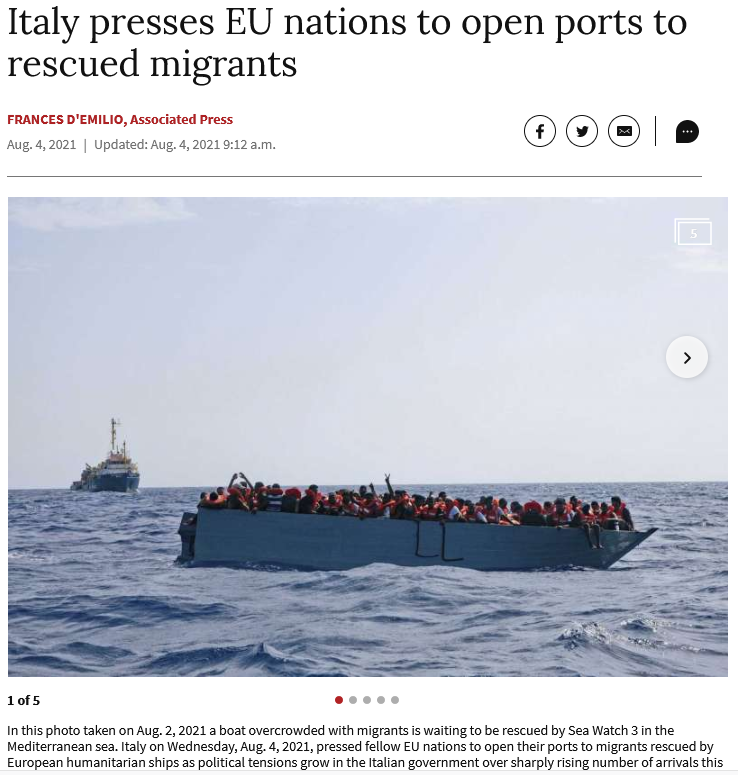 Italy presses EU nations to open ports to
rescued migrants
FRANCES D'EMILIO, Associated Press
Aug. 4, 2021 | Updated: Aug. 4, 2021 9:12 a.m.
5
1 of 5
In this photo taken on Aug. 2, 2021 a boat overcrowded with migrants is waiting to be rescued by Sea Watch 3 in the
Mediterranean sea. Italy on Wednesday, Aug. 4, 2021, pressed fellow EU nations to open their ports to migrants rescued by
European humanitarian ships as political tensions grow in the Italian government over sharply rising number of arrivals this